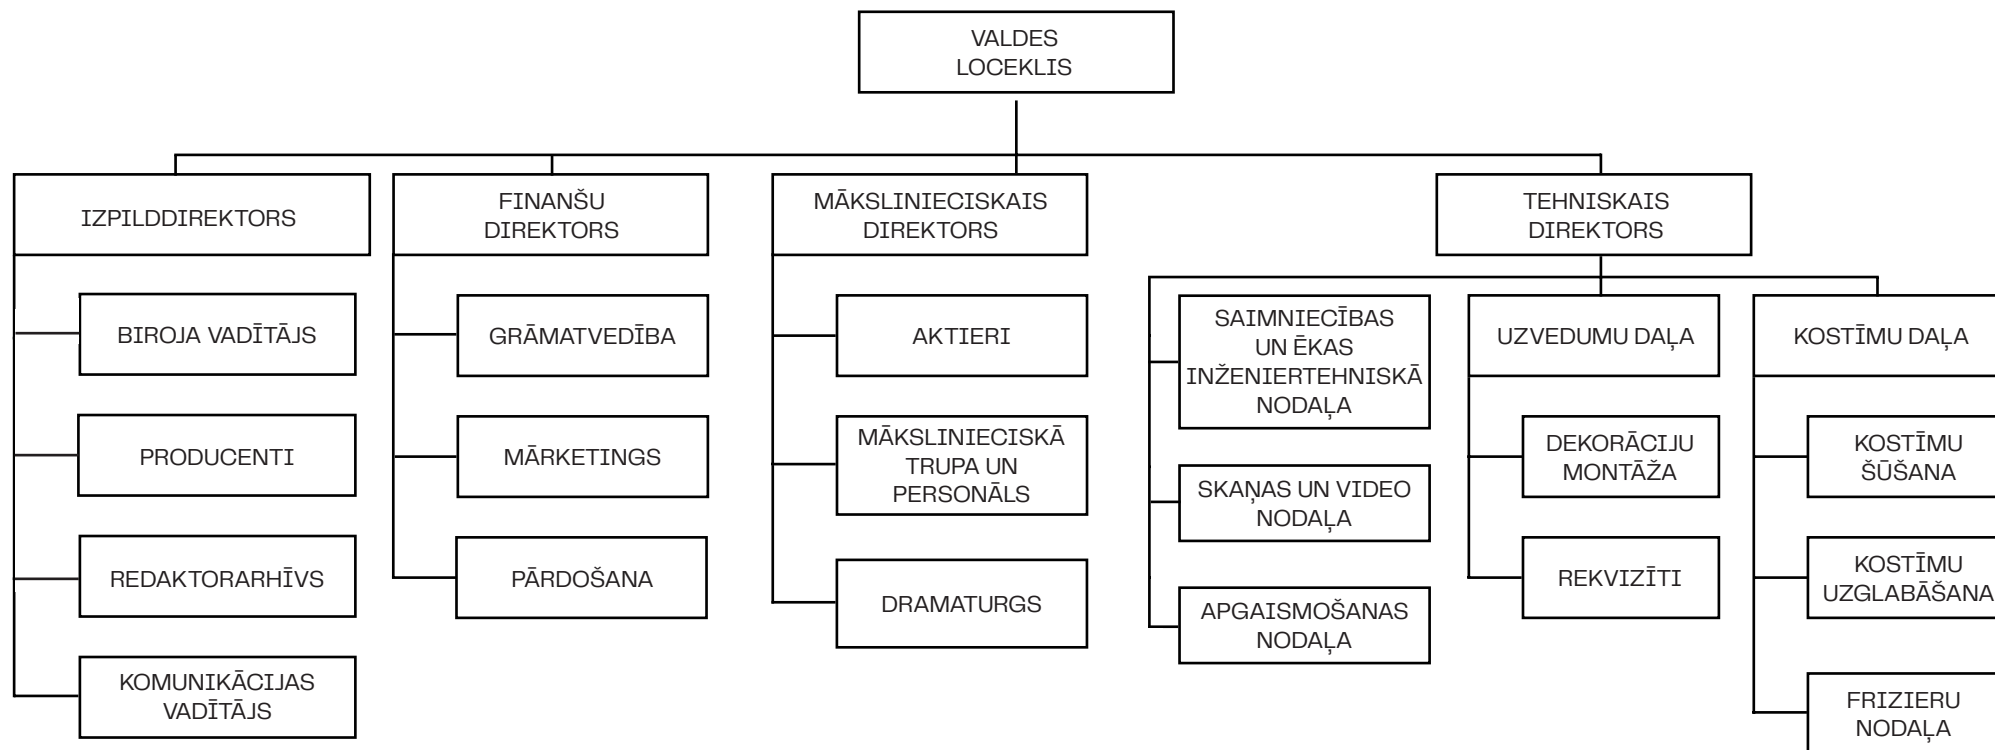 VALDES
LOCEKLIS
IZPILDDIREKTORS
FINANŠU
DIREKTORS
MĀKSLINIECISKAIS
DIREKTORS
TEHNISKAIS
DIREKTORS
BIROJA VADĪTĀJS
PRODUCENTI
REDAKTORARHĪVS
KOMUNIKĀCIJAS
VADĪTĀJS
GRĀMATVEDĪBA
MĀRKETINGS
PĀRDOŠANA
AKTIERI
MĀKSLINIECISKĀ
TRUPA UN
PERSONĀLS
DRAMATURGS
SAIMNIECĪBAS
UN ĒKAS
INŽENIERTEHNISKĀ
NODAĻA
SKAŅAS UN VIDEO
NODAĻA
APGAISMOŠANAS
NODAĻA
UZVEDUMU DAĻA
DEKORĀCIJU
MONTĀŽA
REKVIZĪTI
KOSTĪMU DAĻA
KOSTĪMU
ŠŪŠANA
KOSTĪMU
UZGLABĀŠANA
FRIZIERU
NODAĻA